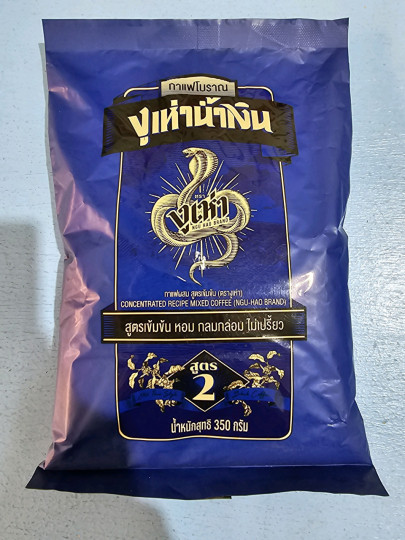 กาแฟโบราณ
งูเห่าน้ำเงิน
ตรา
งูเห่า
NGU HAO BRAND
กาแฟผสม สูตรเข้มข้น (ตรางูเห่า)
CONCENTRATED RECIPE MIXED COFFEE (NGU-HAO BRAND)
สูตรเข้มข้น หอม กลมกล่อม ไม่เปรี้ยว
สูตร
2
น้ำหนักสุทธิ 350 กรัม